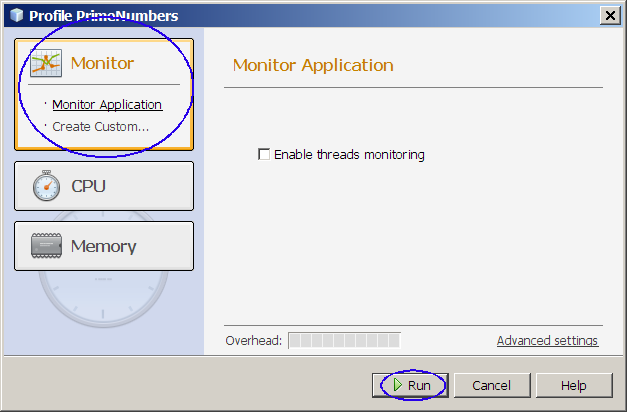 Profile PrimeNumbers
Monitor
· Monitor Application
· Create Custom...
CPU
Memory
Monitor Application
Enable threads monitoring
Overhead:
Advanced settings
Run
Cancel
Help